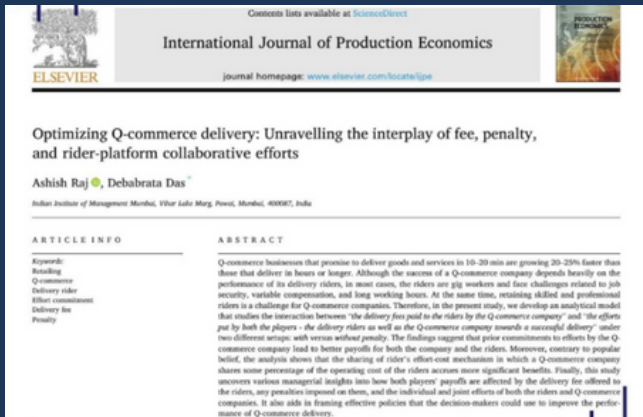 Contents lists available at ScienceDirect
International Journal of Production Economics
journal homepage: www.elsevier.com/locate/ijpe
ELSEVIER
PRODUCTION
ECONOMICS
Optimizing Q-commerce delivery: Unravelling the interplay of fee, penalty,
and rider-platform collaborative efforts
Ashish Raj, Debabrata Das *
Indian Institute of Management Mumbai, Vihar Lake Marg, Powai, Mumbai, 400087, India
ARTICLE INFO
Keywords:
Retailing
Q-commerce
Delivery rider
Effort commitment
Delivery fee
Penalty
ABSTRACT
Q-commerce businesses that promise to deliver goods and services in 10–20 min are growing 20–25% faster than
those that deliver in hours or longer. Although the success of a Q-commerce company depends heavily on the
performance of its delivery riders, in most cases, the riders are gig workers and face challenges related to job
security, variable compensation, and long working hours. At the same time, retaining skilled and professional
riders is a challenge for Q-commerce companies. Therefore, in the present study, we develop an analytical model
that studies the interaction between "the delivery fees paid to the riders by the Q-commerce company" and "the efforts
put by both the players - the delivery riders as well as the Q-commerce company towards a successful delivery" under
two different setups: with versus without penalty. The findings suggest that prior commitments to efforts by the Q-
commerce company lead to better payoffs for both the company and the riders. Moreover, contrary to popular
belief, the analysis shows that the sharing of rider's effort-cost mechanism in which a Q-commerce company
shares some percentage of the operating cost of the riders accrues more significant benefits. Finally, this study
uncovers various managerial insights into how both players' payoffs are affected by the delivery fee offered to
the riders, any penalties imposed on them, and the individual and joint efforts of both the riders and Q-commerce
companies. It also aids in framing effective policies that the decision-makers could use to improve the perfor-
mance of Q-commerce delivery.